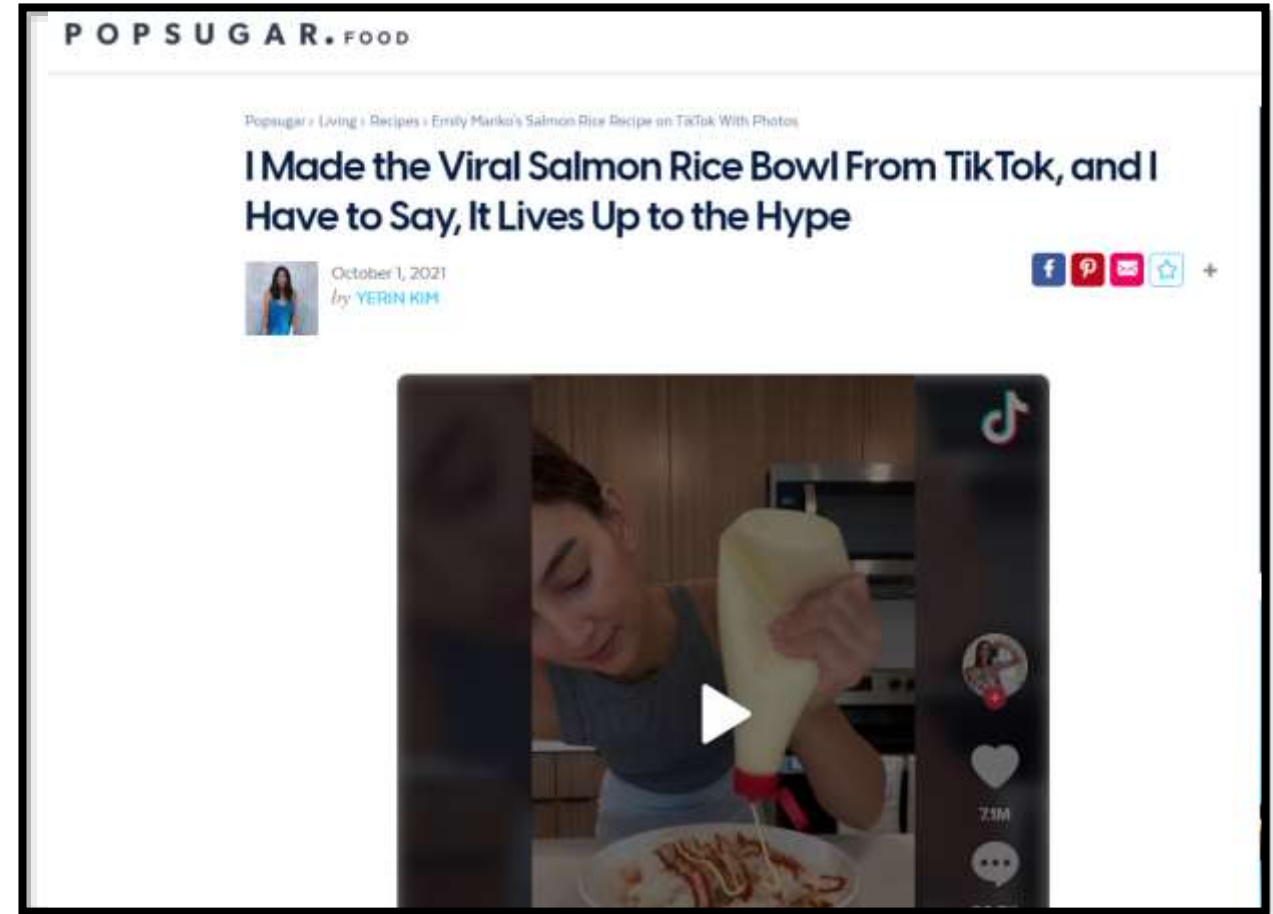 POPSUGAR. FOOD
Popsugar › Living › Recipes › Emily Mariko's Salmon Rice Recipe on TikTok With Photos
I Made the Viral Salmon Rice Bowl From TikTok, and I
Have to Say, It Lives Up to the Hype
October 1, 2021
by YERIN KIM
7.1M